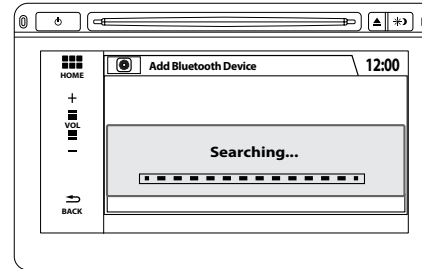 HOME
Add Bluetooth Device
12:00
+
VOL
–
Searching...
BACK